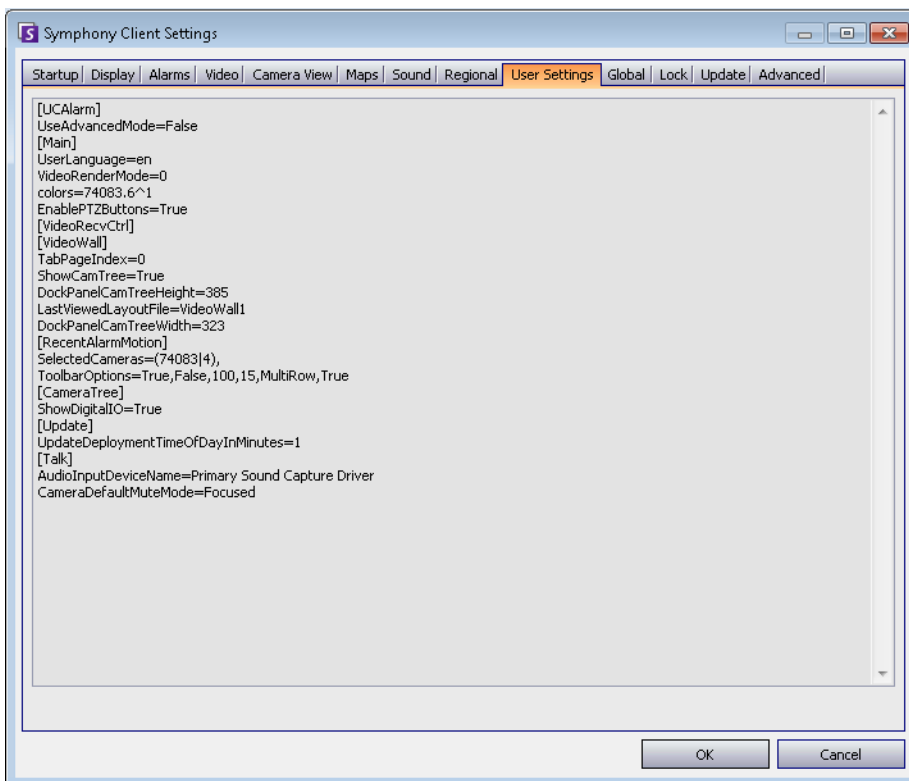 Symphony Client Settings
Startup Display Alarms Video Camera View Maps Sound Regional User Settings Global Lock Update Advanced
[UCAlarm]
UseAdvancedMode=False
[Main]
UserLanguage=en
VideoRenderMode=0
colors=74083.6^1
EnablePTZButtons=True
[VideoRecvCtrl]
[VideoWall]
TabPageIndex=0
ShowCamTree=True
DockPanelCamTreeHeight=385
LastViewedLayoutFile=VideoWall1
DockPanelCamTreeWidth=323
[RecentAlarmMotion]
SelectedCameras=(74083|4),
ToolbarOptions=True,False,100,15,MultiRow,True
[CameraTree]
ShowDigitalIO=True
[Update]
UpdateDeploymentTimeOfDayInMinutes=1
[Talk]
AudioInputDeviceName=Primary Sound Capture Driver
CameraDefaultMuteMode=Focused
OK Cancel